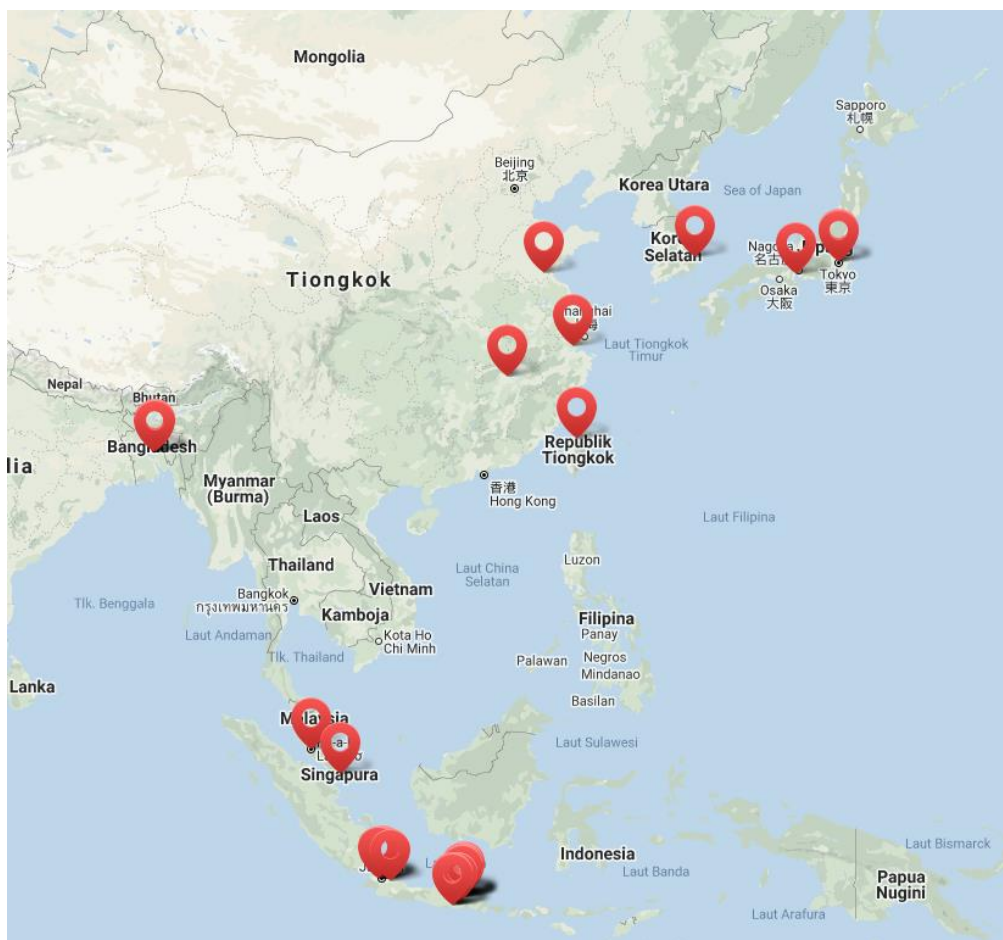 Mongolia
Sapporo
札幌
Beijing
北京
Korea Utara
Sea of Japan
Selatan
名古
Tokyo
東京
Osaka
大阪
Tiongkok
Laut Tiongkok
Timur
Nepal
Bhutan
Bangladesh
lia
Myanmar
(Burma)
Republik
Tiongkok
香港
Hong Kong
Laos
Laut Filipina
Luzon
Thailand
Laut China
Selatan
Vietnam
Bangkok
กรุงเทพมหานคร
Tlk. Benggala
Kamboja
Filipina
Panay
Laut Andaman
Kota Ho
Chi Minh
Tlk. Thailand
Palawan
Negros
Mindanao
Lanka
Basilan
Malaysia
Laut Sulawesi
Singapura
Indonesia
Laut Bismarck
Laut Banda
Papua
Nugini
Laut Arafura